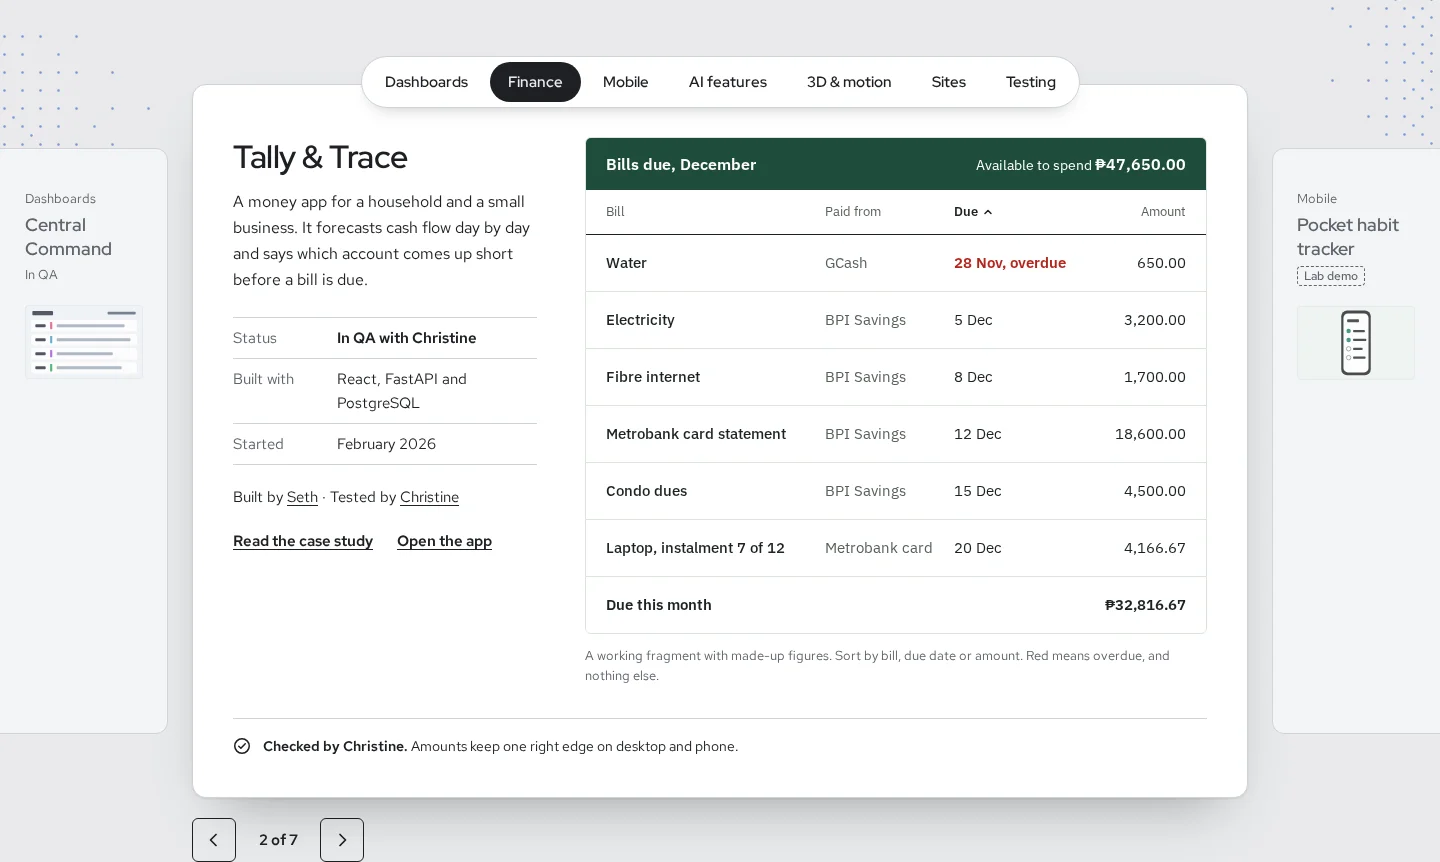 Dashboards Finance Mobile AI features 3D & motion Sites Testing
Dashboards
Central
Command
In QA
Tally & Trace
A money app for a household and a small
business. It forecasts cash flow day by day
and says which account comes up short
before a bill is due.
Status In QA with Christine
Built with React, FastAPI and
PostgreSQL
Started February 2026
Built by Seth · Tested by Christine
Read the case study Open the app
Bills due, December Available to spend ₱47,650.00
Bill Paid from Due Amount
Water GCash 28 Nov, overdue 650.00
Electricity BPI Savings 5 Dec 3,200.00
Fibre internet BPI Savings 8 Dec 1,700.00
Metrobank card statement BPI Savings 12 Dec 18,600.00
Condo dues BPI Savings 15 Dec 4,500.00
Laptop, instalment 7 of 12 Metrobank card 20 Dec 4,166.67
Due this month ₱32,816.67
A working fragment with made-up figures. Sort by bill, due date or amount. Red means overdue, and
nothing else.
Checked by Christine. Amounts keep one right edge on desktop and phone.
Mobile
Pocket habit
tracker
Lab demo
2 of 7